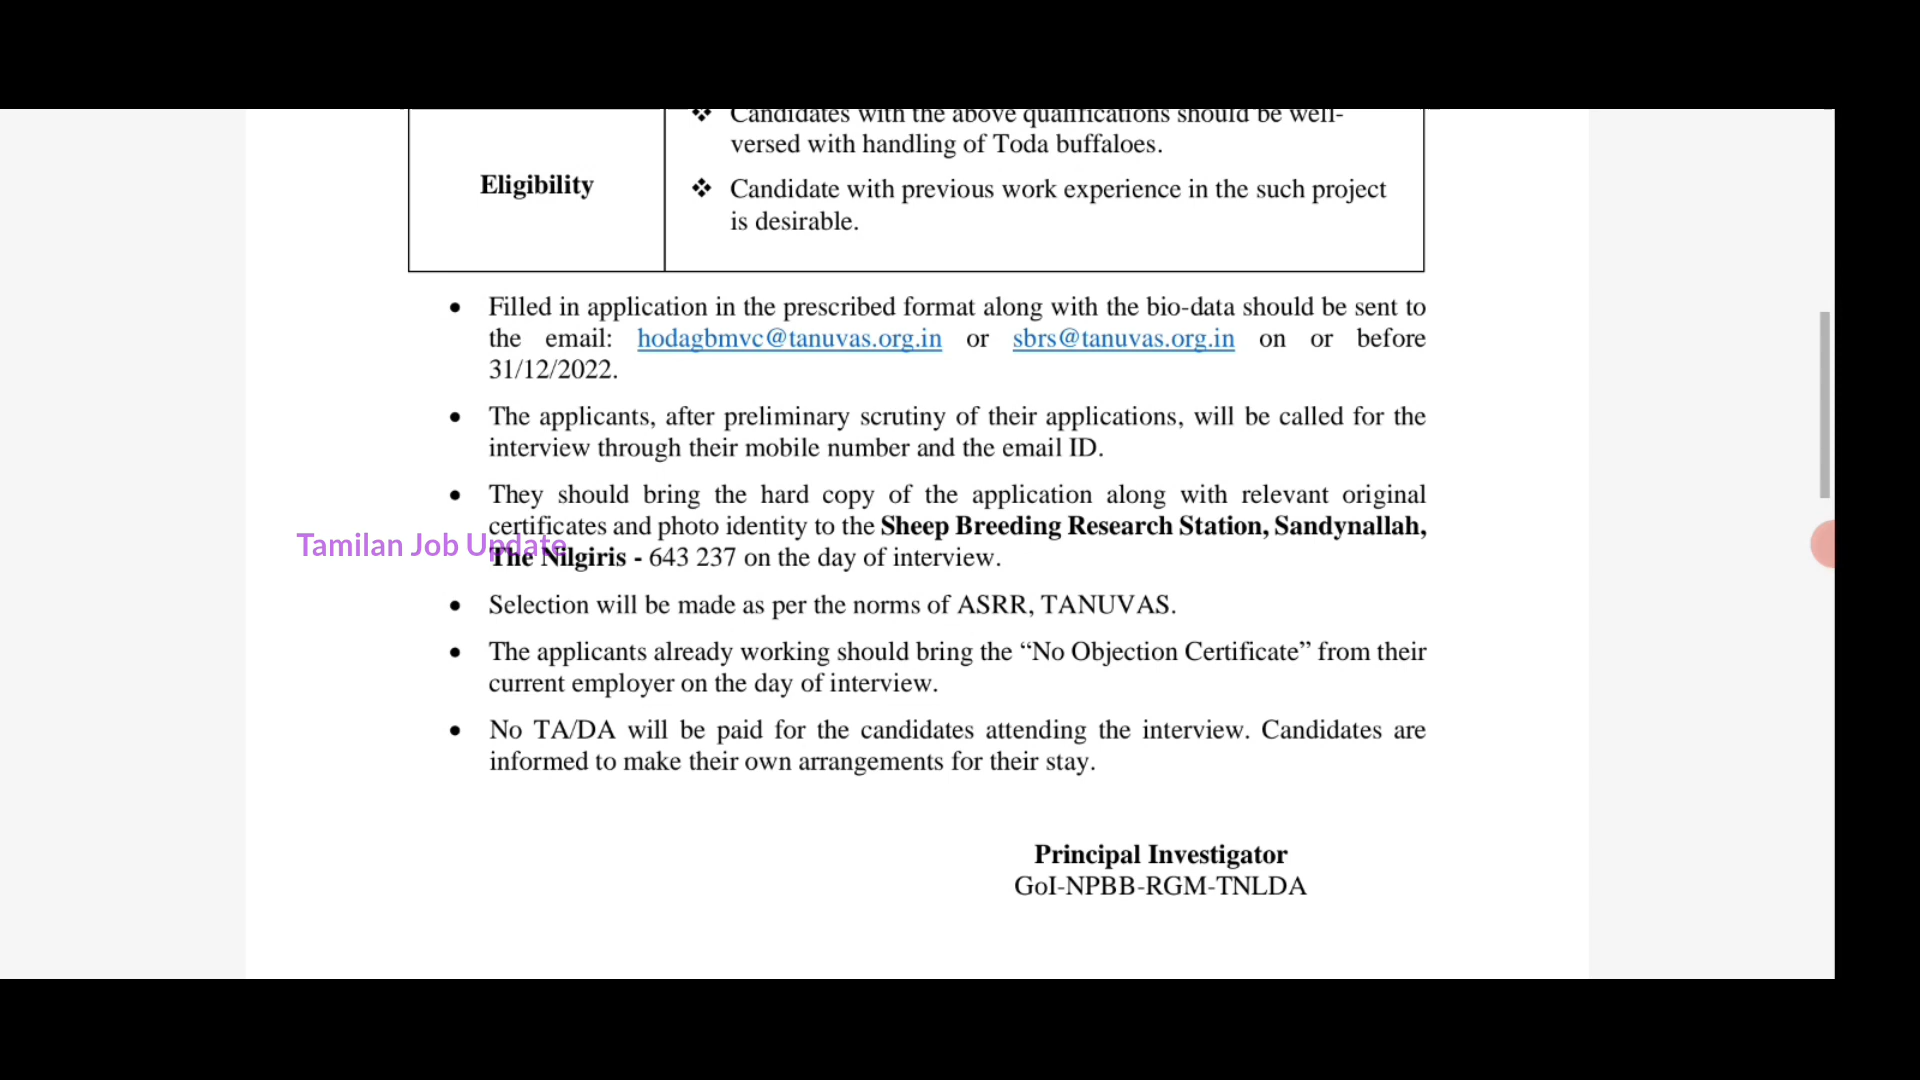 ❖ Candidates with the above qualifications should be well-
versed with handling of Toda buffaloes.
Eligibility
❖ Candidate with previous work experience in the such project
is desirable.
• Filled in application in the prescribed format along with the bio-data should be sent to
the email: hodagbmvc@tanuvas.org.in or sbrs@tanuvas.org.in on or before
31/12/2022.
• The applicants, after preliminary scrutiny of their applications, will be called for the
interview through their mobile number and the email ID.
• They should bring the hard copy of the application along with relevant original
certificates and photo identity to the Sheep Breeding Research Station, Sandynallah,
Tamilan Job Update
The Nilgiris - 643 237 on the day of interview.
• Selection will be made as per the norms of ASRR, TANUVAS.
• The applicants already working should bring the “No Objection Certificate” from their
current employer on the day of interview.
• No TA/DA will be paid for the candidates attending the interview. Candidates are
informed to make their own arrangements for their stay.
Principal Investigator
GoI-NPBB-RGM-TNLDA